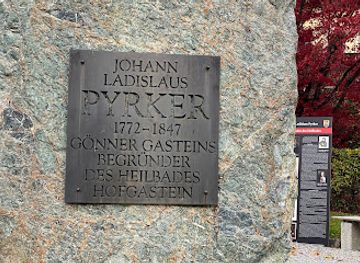 JOHANN
LADISLAUS
PYRKER
1772-1847
GÖNNER GASTEINS
BEGRÜNDER
DES HEILBADES
HOFGASTEIN